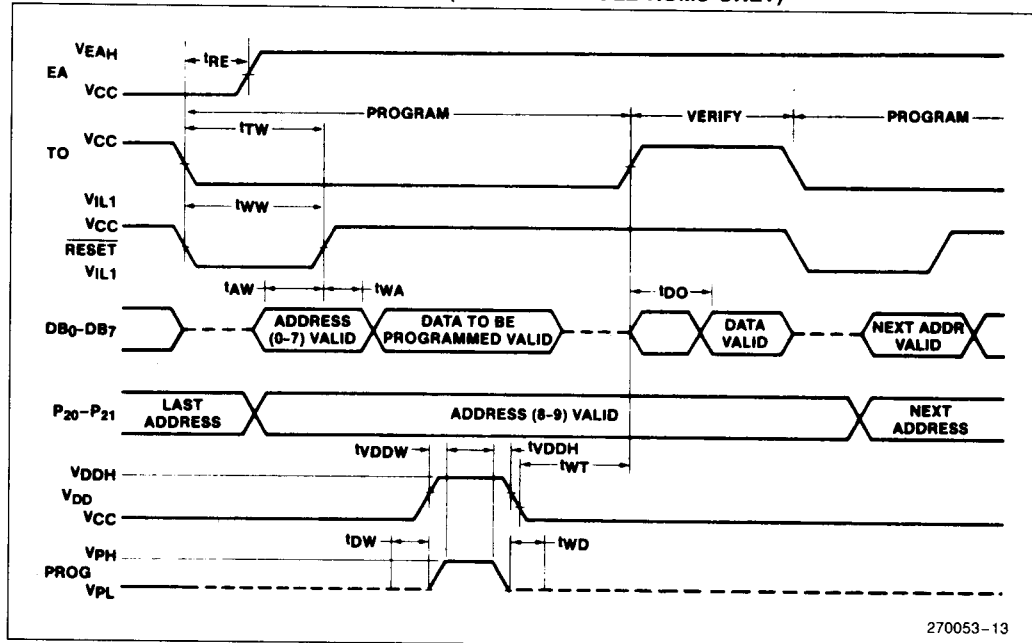 VEAH
EA
VCC
tRE
PROGRAM
VERIFY
PROGRAM
tTW
VCC
TO
VIL1
tWW
VCC
RESET
VIL1
tAW
tWA
tDO
DB0–DB7
ADDRESS
(0–7) VALID
DATA TO BE
PROGRAMMED VALID
DATA
VALID
NEXT ADDR
VALID
P20–P21
LAST
ADDRESS
ADDRESS (8–9) VALID
NEXT
ADDRESS
tVDDW
tVDDH
tWT
VDDH
VDD
VCC
tDW
tWD
VPH
PROG
VPL
270053–13